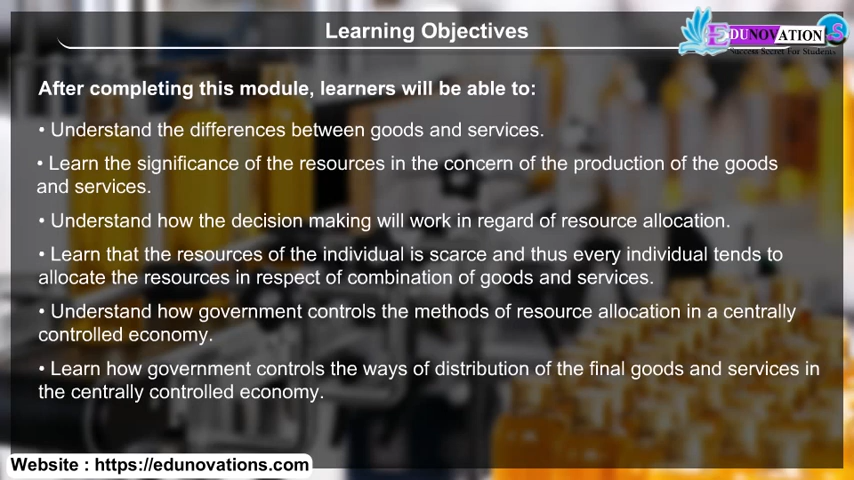 Learning Objectives
EDUNOVATIONS
Success Secret For Students
After completing this module, learners will be able to:
• Understand the differences between goods and services.
• Learn the significance of the resources in the concern of the production of the goods
and services.
• Understand how the decision making will work in regard of resource allocation.
• Learn that the resources of the individual is scarce and thus every individual tends to
allocate the resources in respect of combination of goods and services.
• Understand how government controls the methods of resource allocation in a centrally
controlled economy.
• Learn how government controls the ways of distribution of the final goods and services in
the centrally controlled economy.
Website : https://edunovations.com